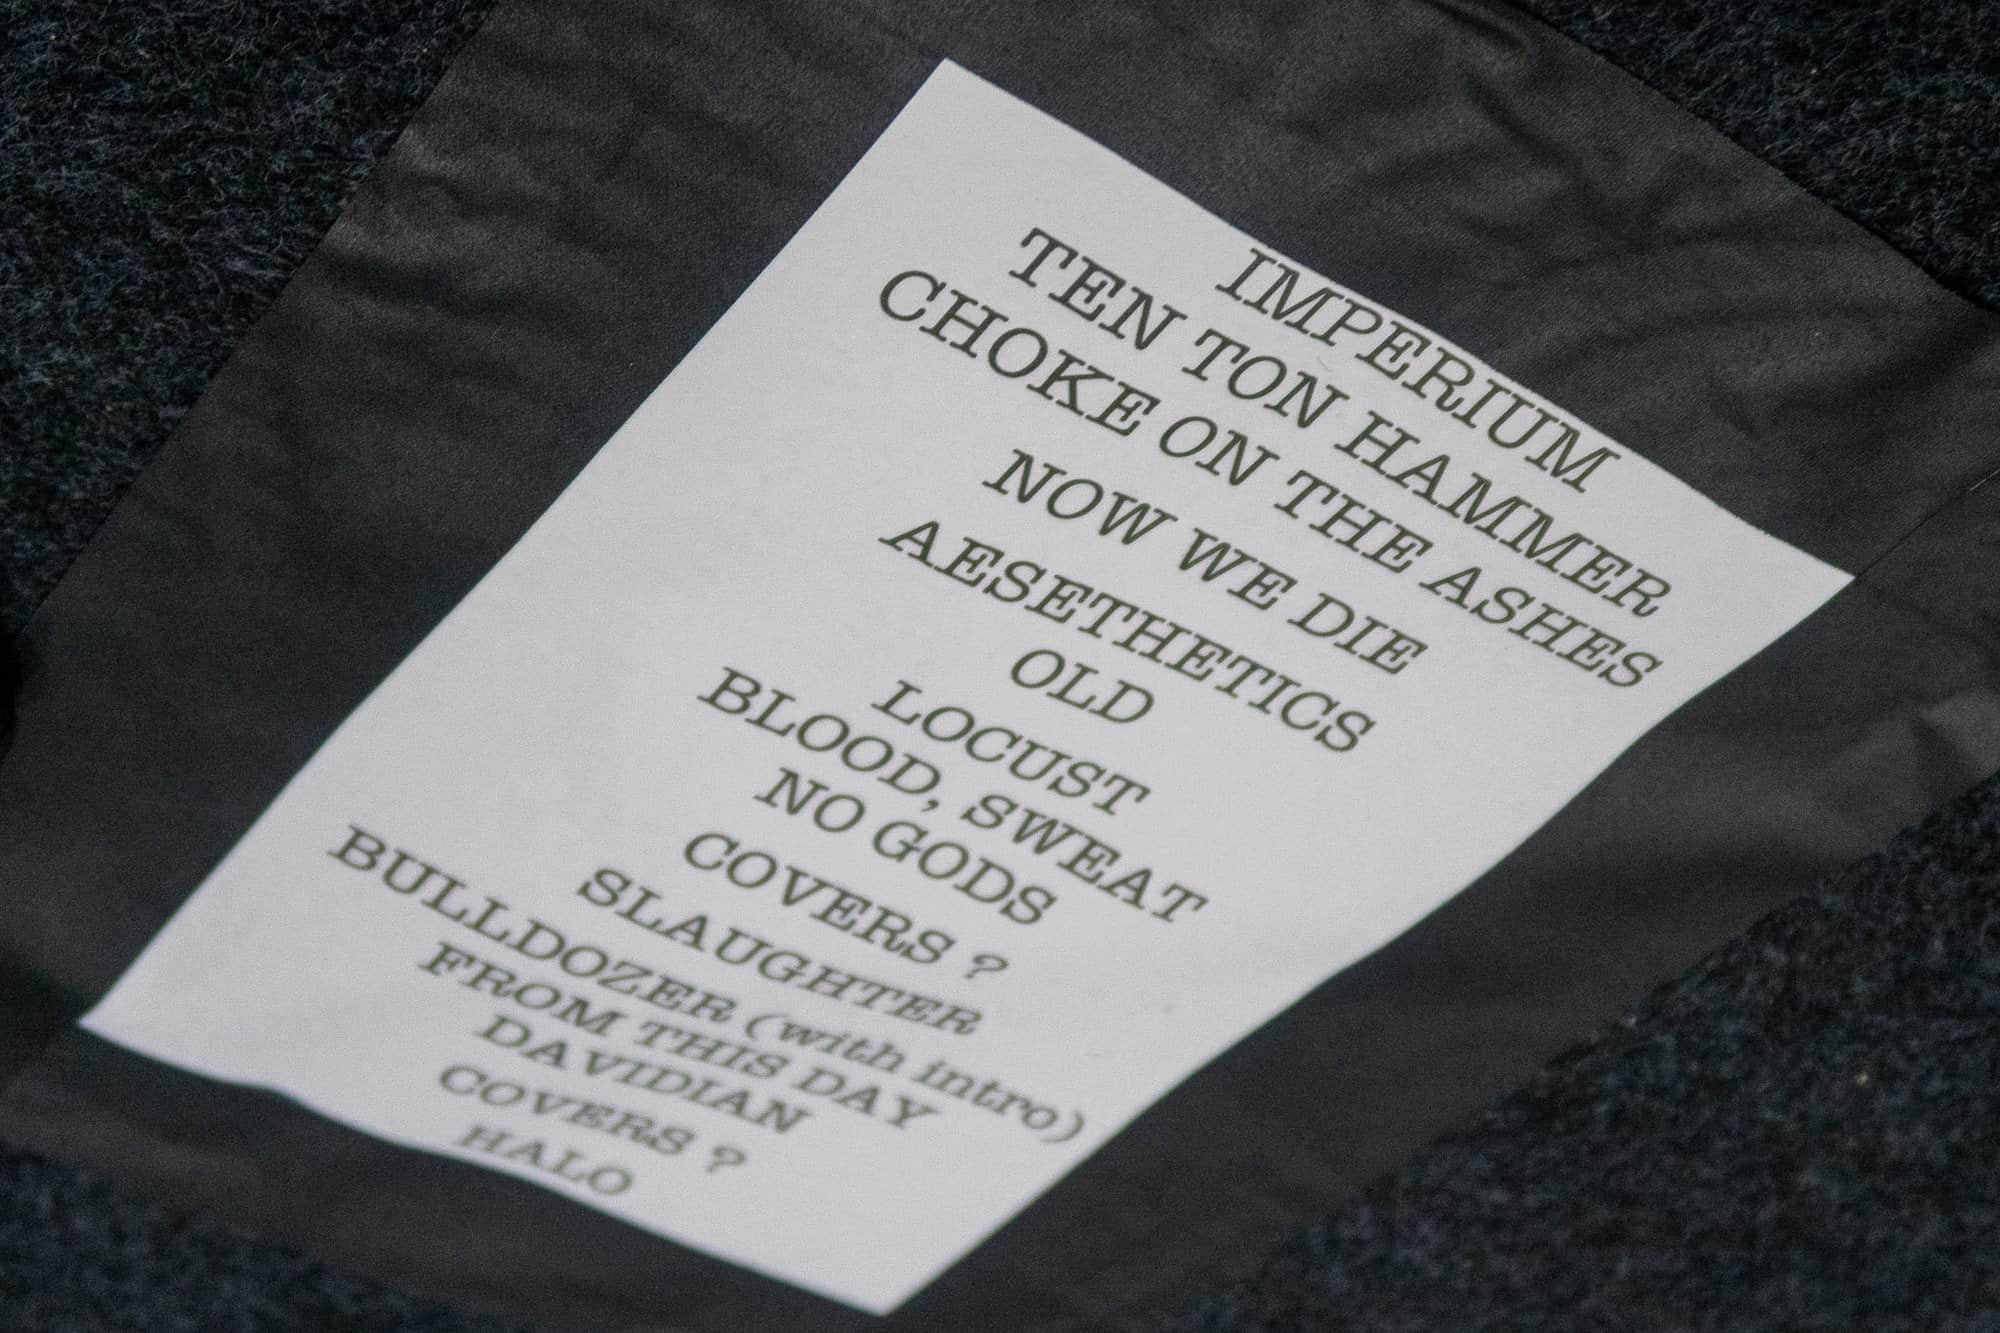 IMPERIUM
TEN TON HAMMER
CHOKE ON THE ASHES
NOW WE DIE
AESETHETICS
OLD
LOCUST
BLOOD, SWEAT
NO GODS
COVERS ?
SLAUGHTER
BULLDOZER (with intro)
FROM THIS DAY
DAVIDIAN
COVERS ?
HALO